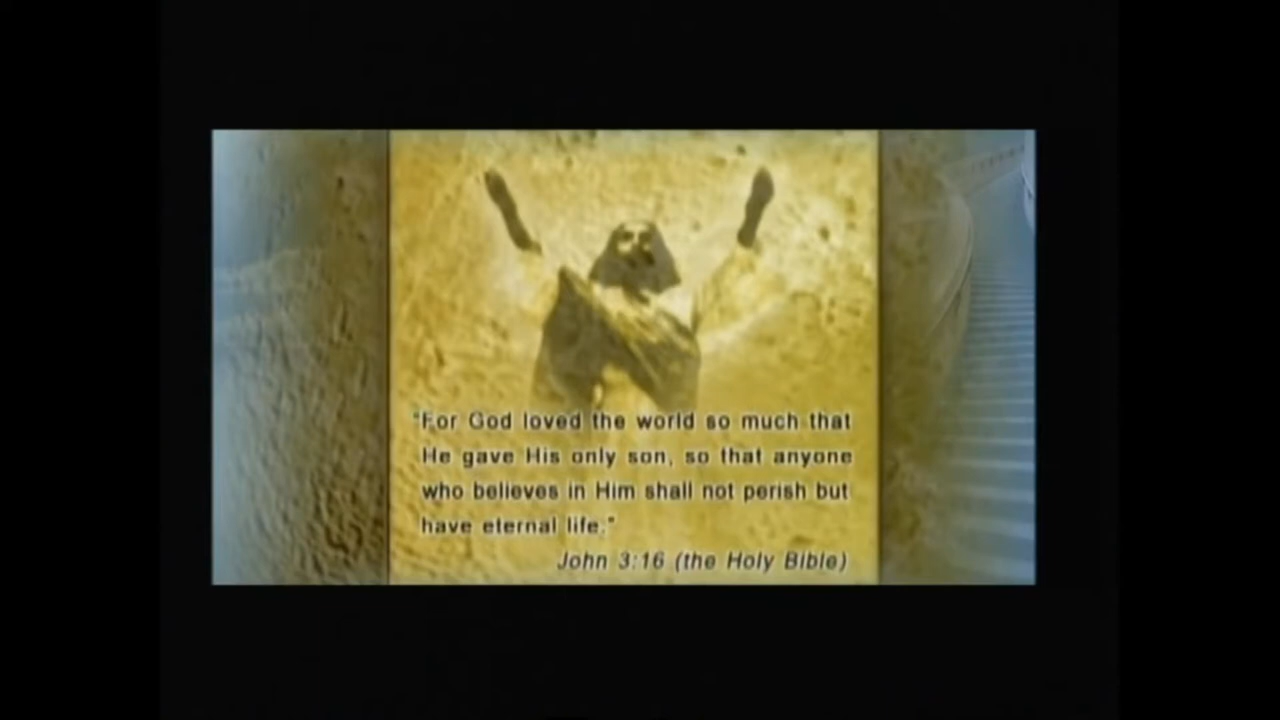 "For God loved the world so much that
He gave His only son, so that anyone
who believes in Him shall not perish but
have eternal life."
John 3:16 (the Holy Bible)